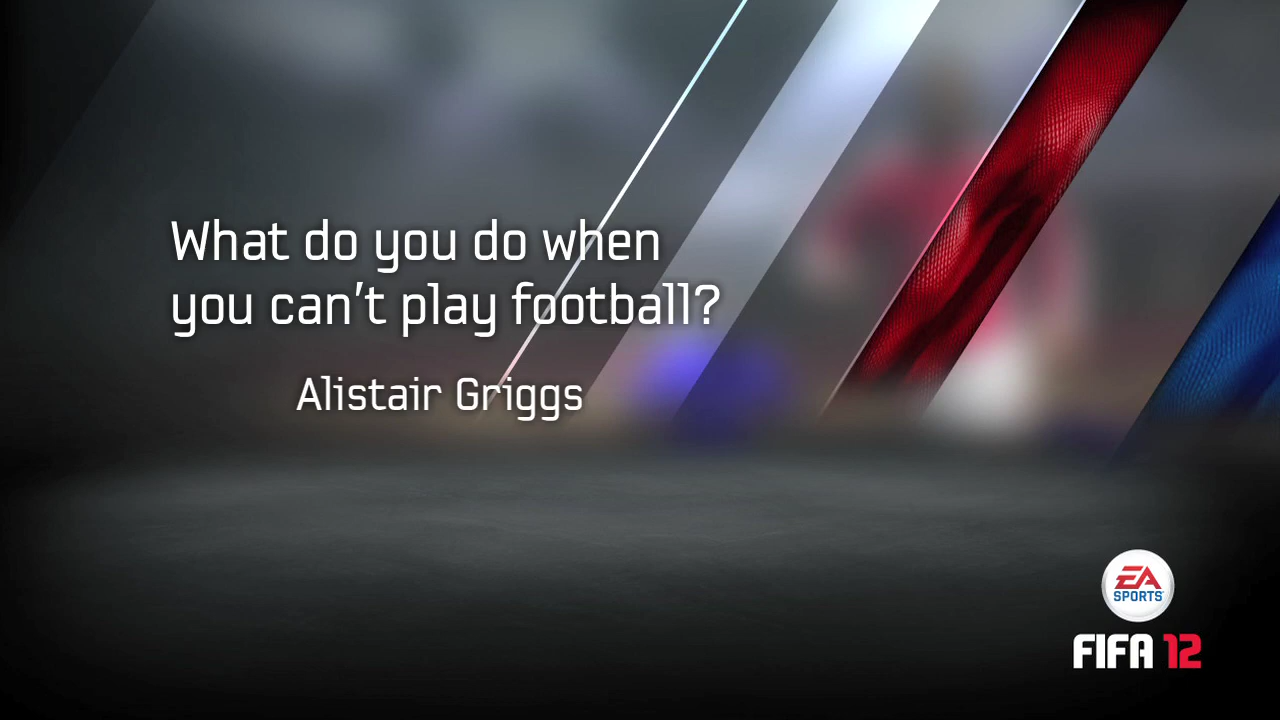 What do you do when
you can't play football?
Alistair Griggs
EA
SPORTS
FIFA 12